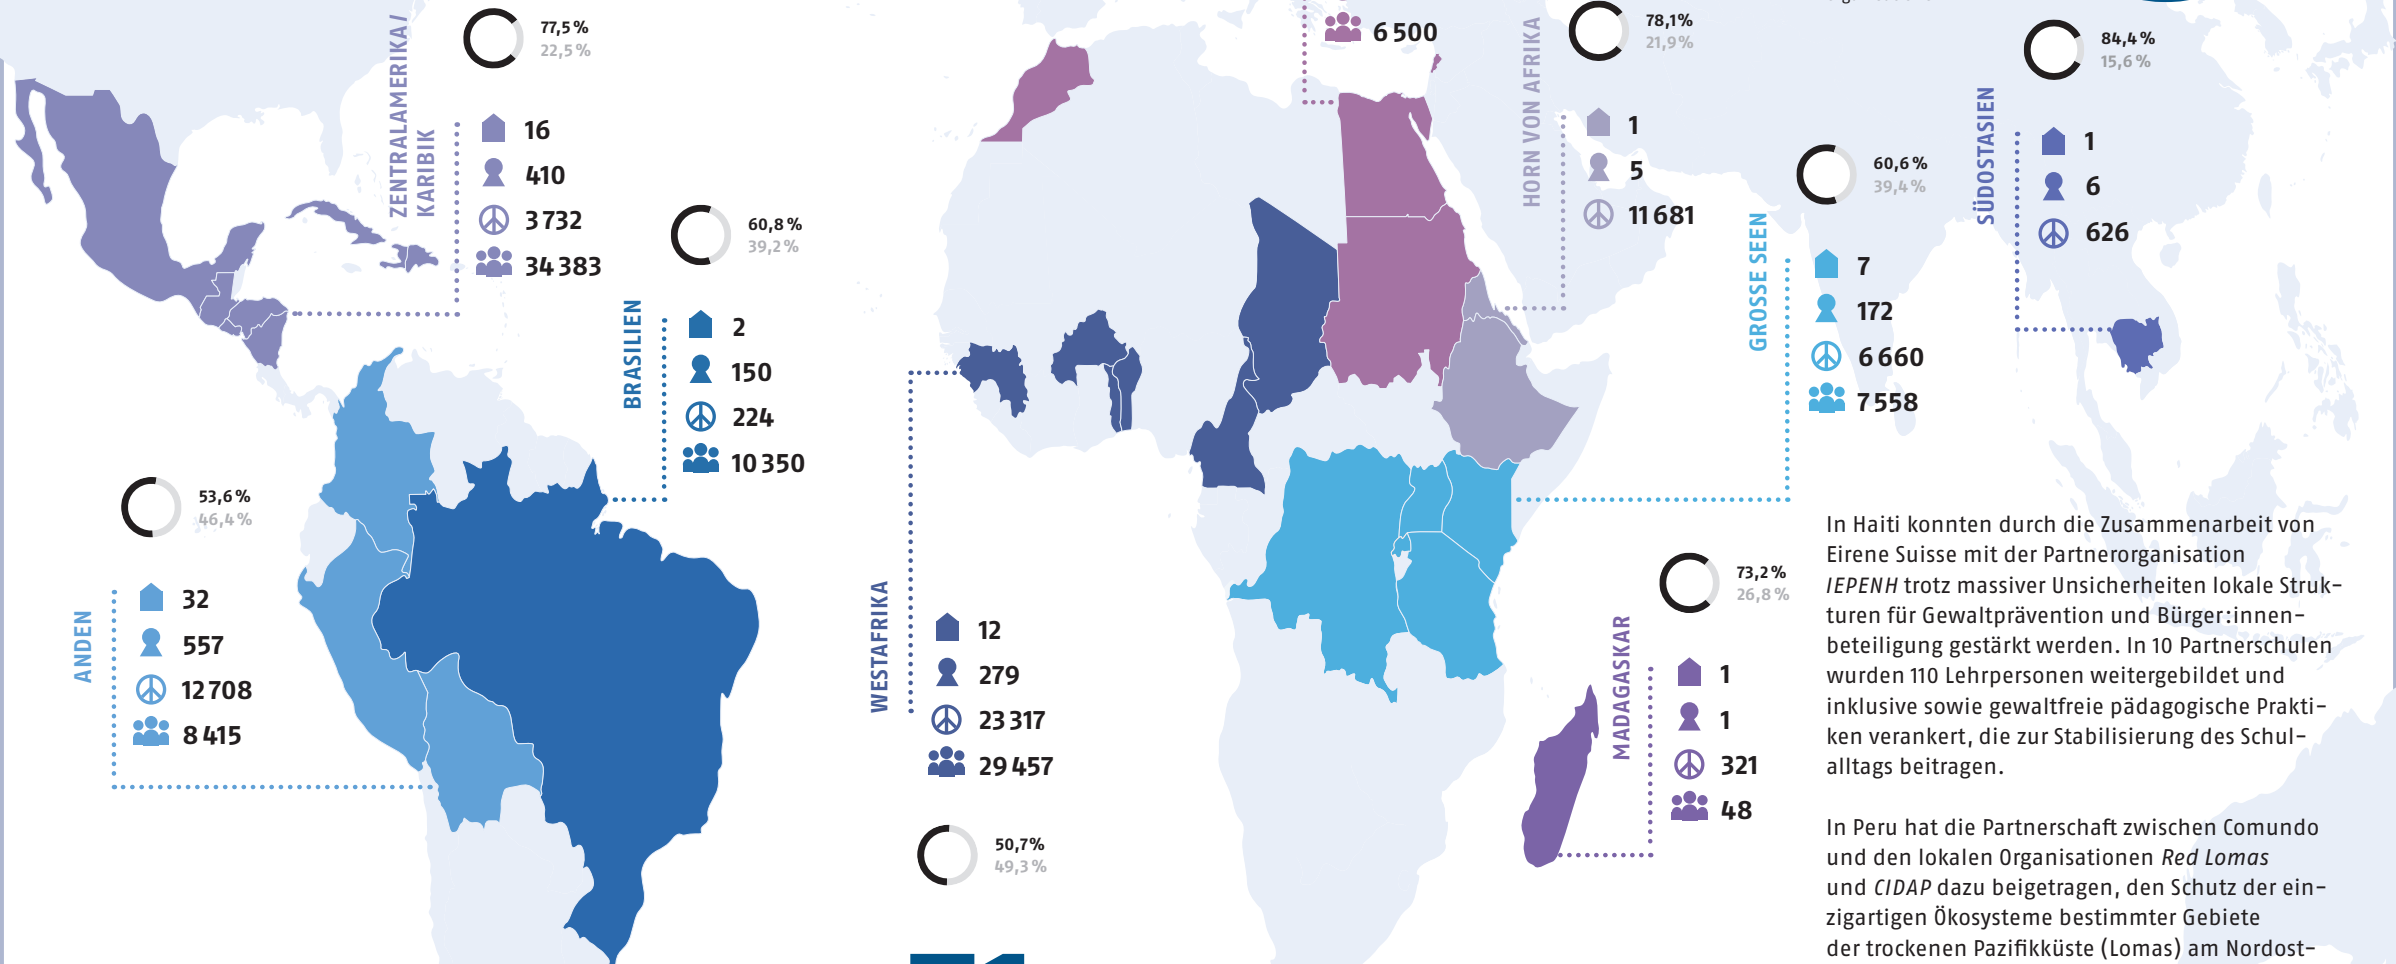 ZENTRALAMERIKA/
KARIBIK
77,5 %
22,5 %
16
410
3 732
34 383
BRASILIEN
60,8 %
39,2 %
2
150
224
10 350
ANDEN
53,6 %
46,4 %
32
557
12 708
8 415
WESTAFRIKA
12
279
23 317
29 457
50,7 %
49,3 %
6 500
HORN VON AFRIKA
78,1 %
21,9 %
1
5
11 681
GROSSE SEEN
60,6 %
39,4 %
7
172
6 660
7 558
SÜDOSTASIEN
84,4 %
15,6 %
1
6
626
MADAGASKAR
73,2 %
26,8 %
1
1
321
48
In Haiti konnten durch die Zusammenarbeit von
Eirene Suisse mit der Partnerorganisation
IEPENH trotz massiver Unsicherheiten lokale Struk-
turen für Gewaltprävention und Bürger:innen-
beteiligung gestärkt werden. In 10 Partnerschulen
wurden 110 Lehrpersonen weitergebildet und
inklusive sowie gewaltfreie pädagogische Prakti-
ken verankert, die zur Stabilisierung des Schul-
alltags beitragen.
In Peru hat die Partnerschaft zwischen Comundo
und den lokalen Organisationen Red Lomas
und CIDAP dazu beigetragen, den Schutz der ein-
zigartigen Ökosysteme bestimmter Gebiete
der trockenen Pazifikküste (Lomas) am Nordost-